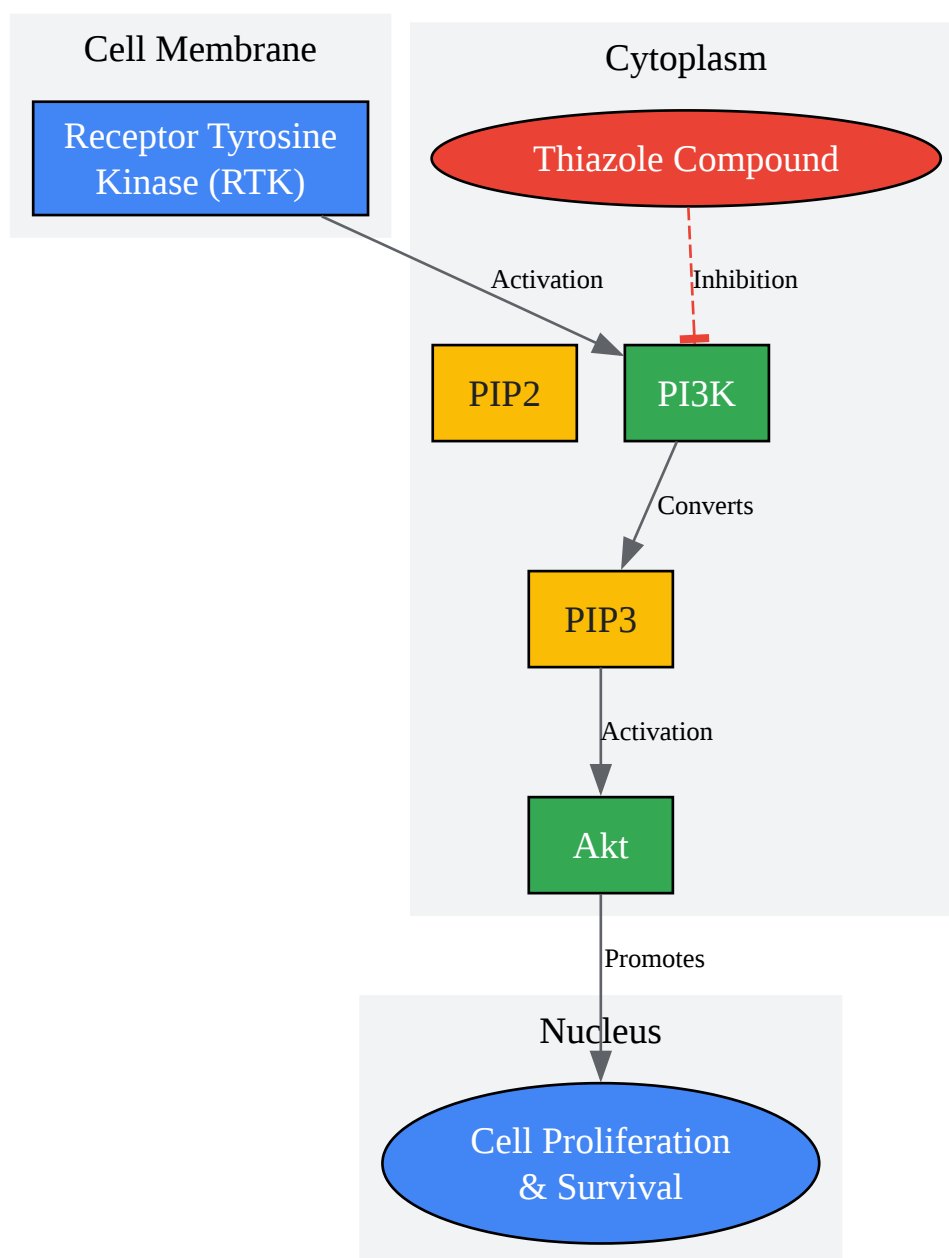 Cell Membrane
Receptor Tyrosine
Kinase (RTK)
Cytoplasm
Thiazole Compound
Activation
Inhibition
PIP2
PI3K
Converts
PIP3
Activation
Akt
Promotes
Nucleus
Cell Proliferation
& Survival